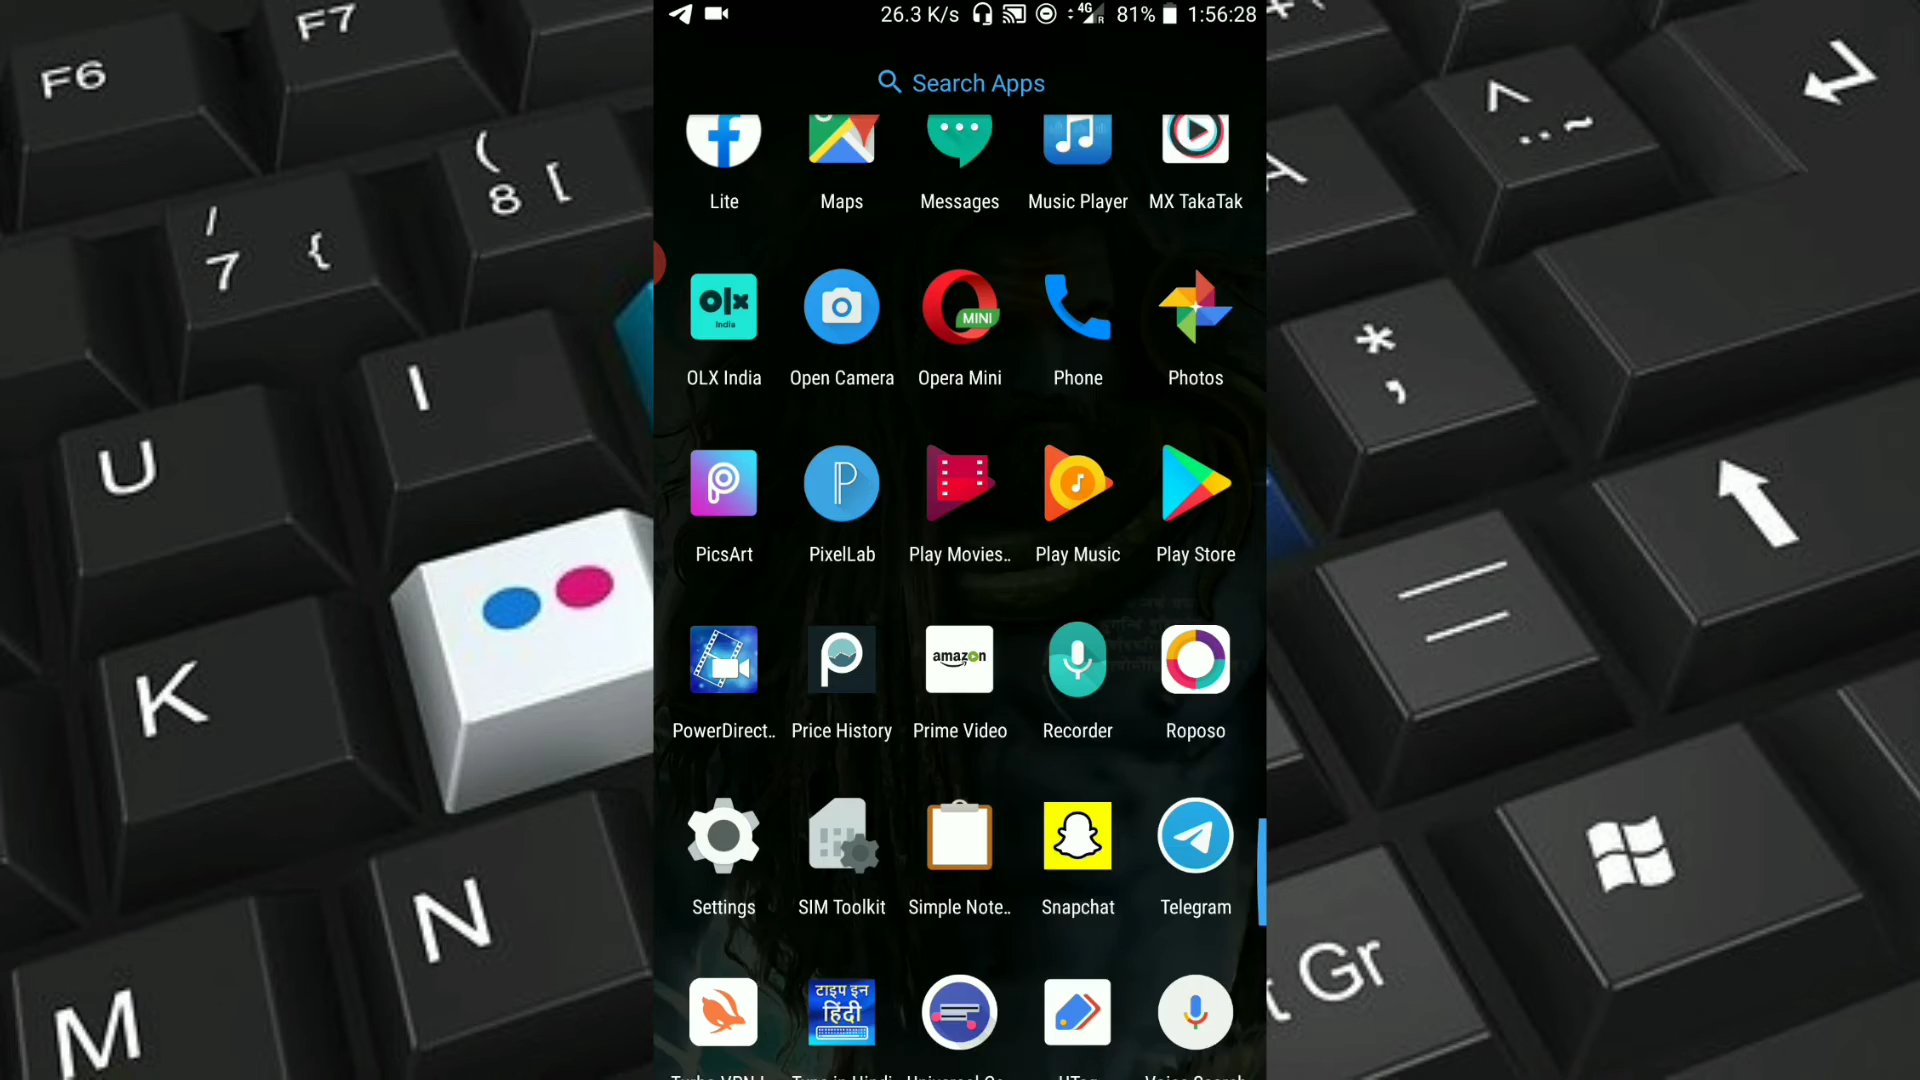 26.3 K/s 4G R 81% 1:56:28
Search Apps
Lite Maps Messages Music Player MX TakaTak
olx
India
MINI
OLX India Open Camera Opera Mini Phone Photos
PicsArt PixelLab Play Movies.. Play Music Play Store
amazon
PowerDirect.. Price History Prime Video Recorder Roposo
Settings SIM Toolkit Simple Note.. Snapchat Telegram
टाइप इन
हिंदी
F6
F7
( 8 [
/ 7 {
I
U
K
N
M
^ .. ~
* ,
t Gr